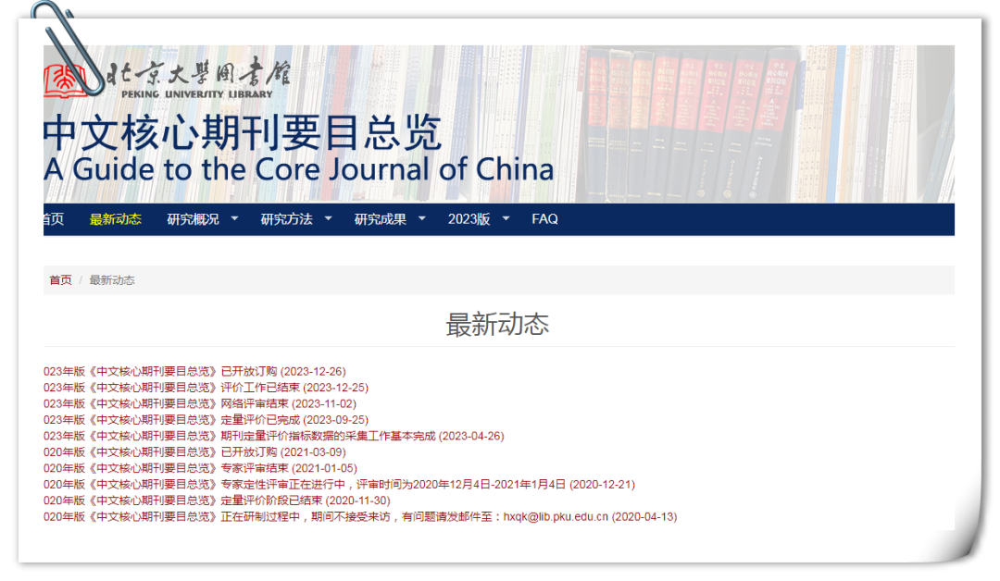 北京大學圖書館
PEKING UNIVERSITY LIBRARY
中文核心期刊要目总览
A Guide to the Core Journal of China
首页 最新动态 研究概况 研究方法 研究成果 2023版 FAQ
首页 / 最新动态
最新动态
023年版《中文核心期刊要目总览》已开放订购 (2023-12-26)
023年版《中文核心期刊要目总览》评价工作已结束 (2023-12-25)
023年版《中文核心期刊要目总览》网络评审结束 (2023-11-02)
023年版《中文核心期刊要目总览》定量评价已完成 (2023-09-25)
023年版《中文核心期刊要目总览》期刊定量评价指标数据的采集工作基本完成 (2023-04-26)
020年版《中文核心期刊要目总览》已开放订购 (2021-03-09)
020年版《中文核心期刊要目总览》专家评审结束 (2021-01-05)
020年版《中文核心期刊要目总览》专家定性评审正在进行中，评审时间为2020年12月4日-2021年1月4日 (2020-12-21)
020年版《中文核心期刊要目总览》定量评价阶段已结束 (2020-11-30)
020年版《中文核心期刊要目总览》正在研制过程中，期间不接受来访，有问题请发邮件至：hxqk@lib.pku.edu.cn (2020-04-13)